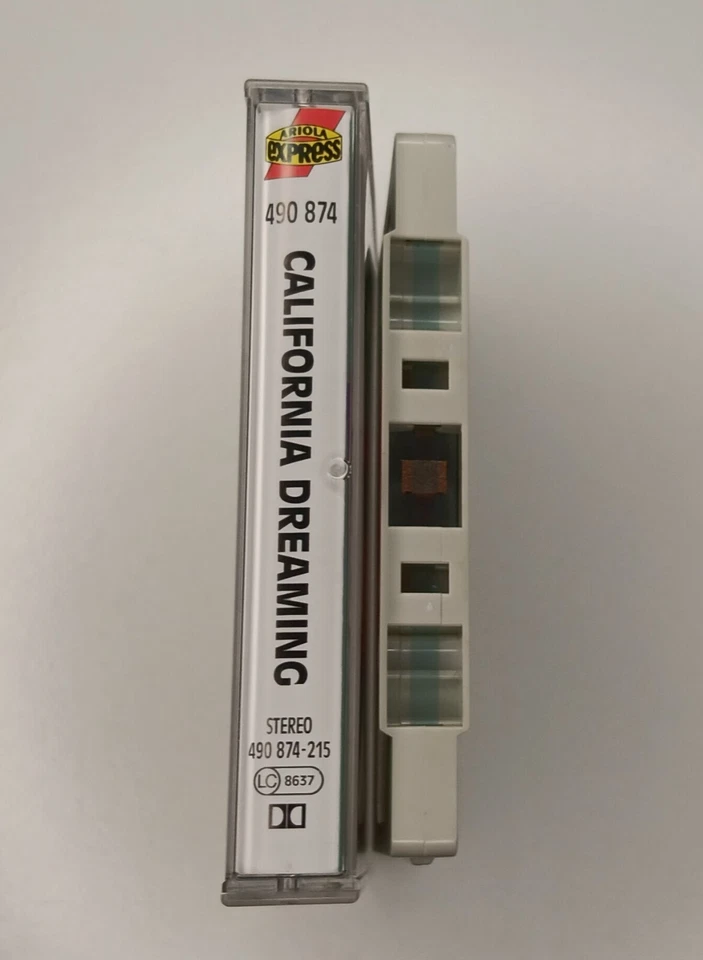 ARIOLA
express
490 874
CALIFORNIA DREAMING
STEREO
490 874-215
LC 8637